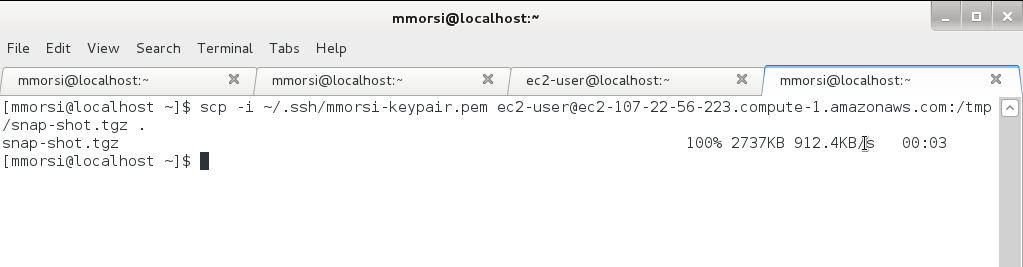 mmorsi@localhost:~
File Edit View Search Terminal Tabs Help
mmorsi@localhost:~ mmorsi@localhost:~ ec2-user@localhost:~ mmorsi@localhost:~
[mmorsi@localhost ~]$ scp -i ~/.ssh/mmorsi-keypair.pem ec2-user@ec2-107-22-56-223.compute-1.amazonaws.com:/tmp
/snap-shot.tgz .
snap-shot.tgz 100% 2737KB 912.4KB/s 00:03
[mmorsi@localhost ~]$